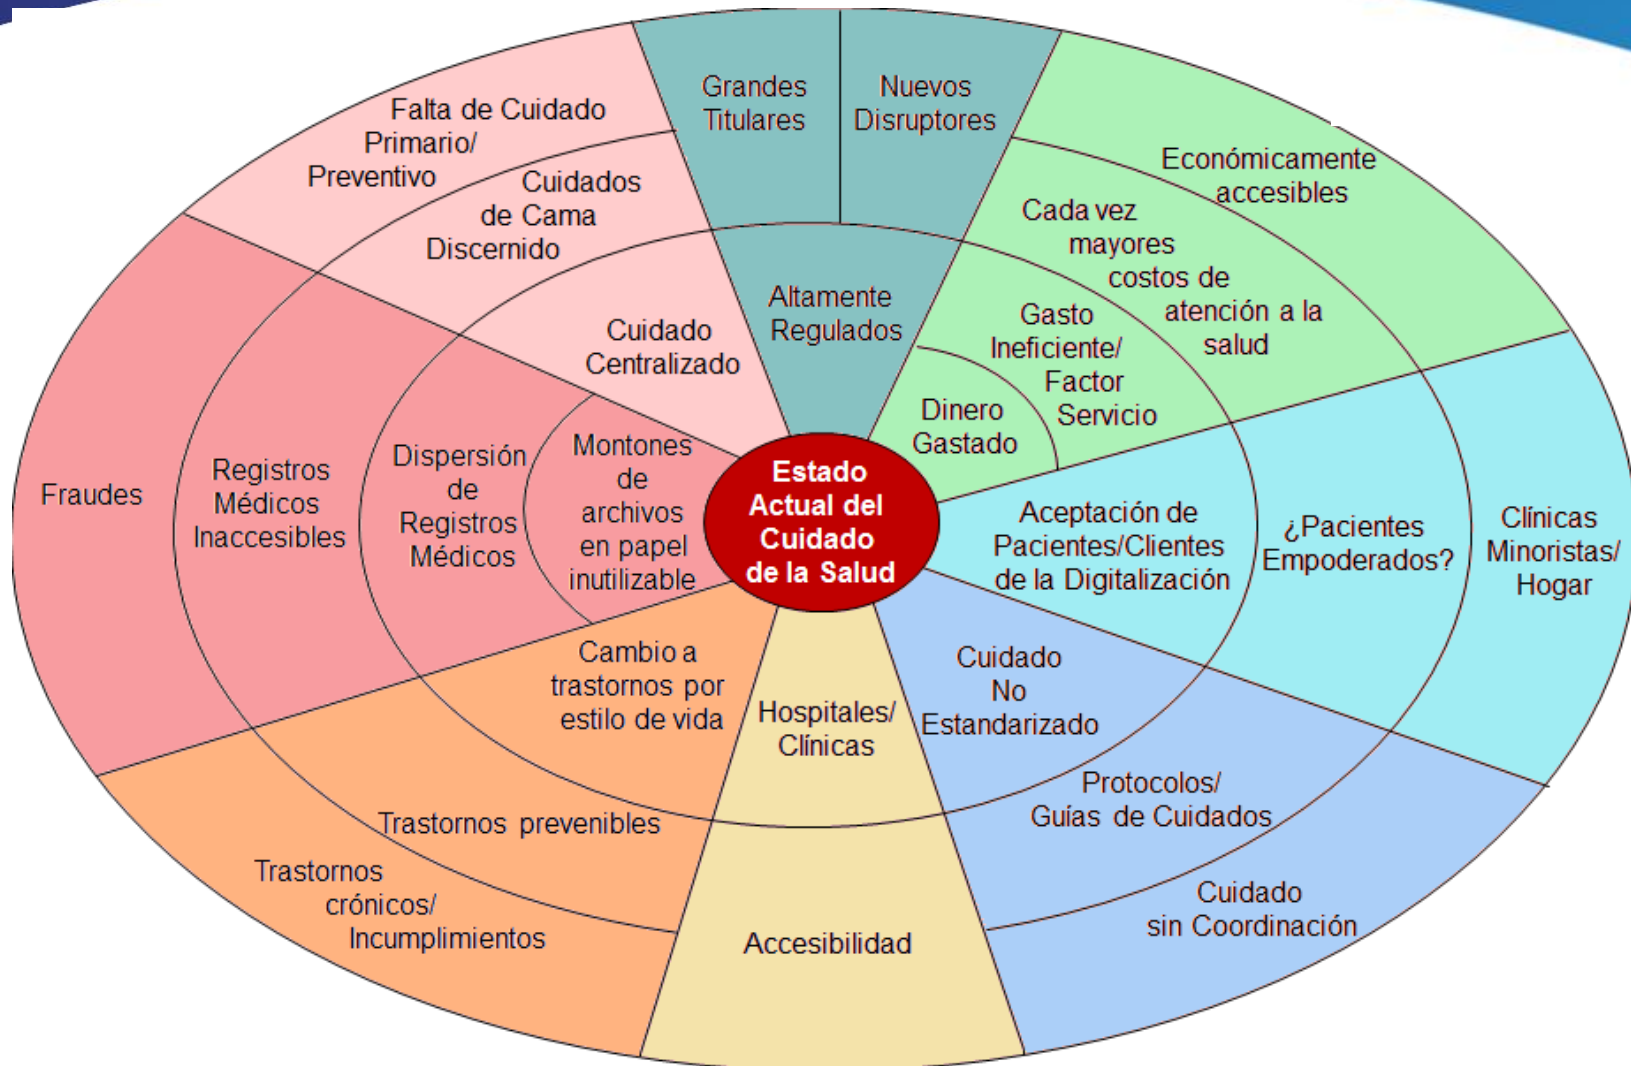 Grandes
Titulares
Nuevos
Disruptores
Altamente
Regulados
Económicamente
accesibles
Cada vez
mayores
costos de
atención a la
salud
Gasto
Ineficiente/
Factor
Servicio
Dinero
Gastado
Clínicas
Minoristas/
Hogar
¿Pacientes
Empoderados?
Aceptación de
Pacientes/Clientes
de la Digitalización
Cuidado
No
Estandarizado
Protocolos/
Guías de Cuidados
Cuidado
sin Coordinación
Hospitales/
Clínicas
Accesibilidad
Cambio a
trastornos por
estilo de vida
Trastornos prevenibles
Trastornos
crónicos/
Incumplimientos
Fraudes
Registros
Médicos
Inaccesibles
Dispersión
de
Registros
Médicos
Montones
de
archivos
en papel
inutilizable
Falta de Cuidado
Primario/
Preventivo
Cuidados
de Cama
Discernido
Cuidado
Centralizado
Estado
Actual del
Cuidado
de la Salud